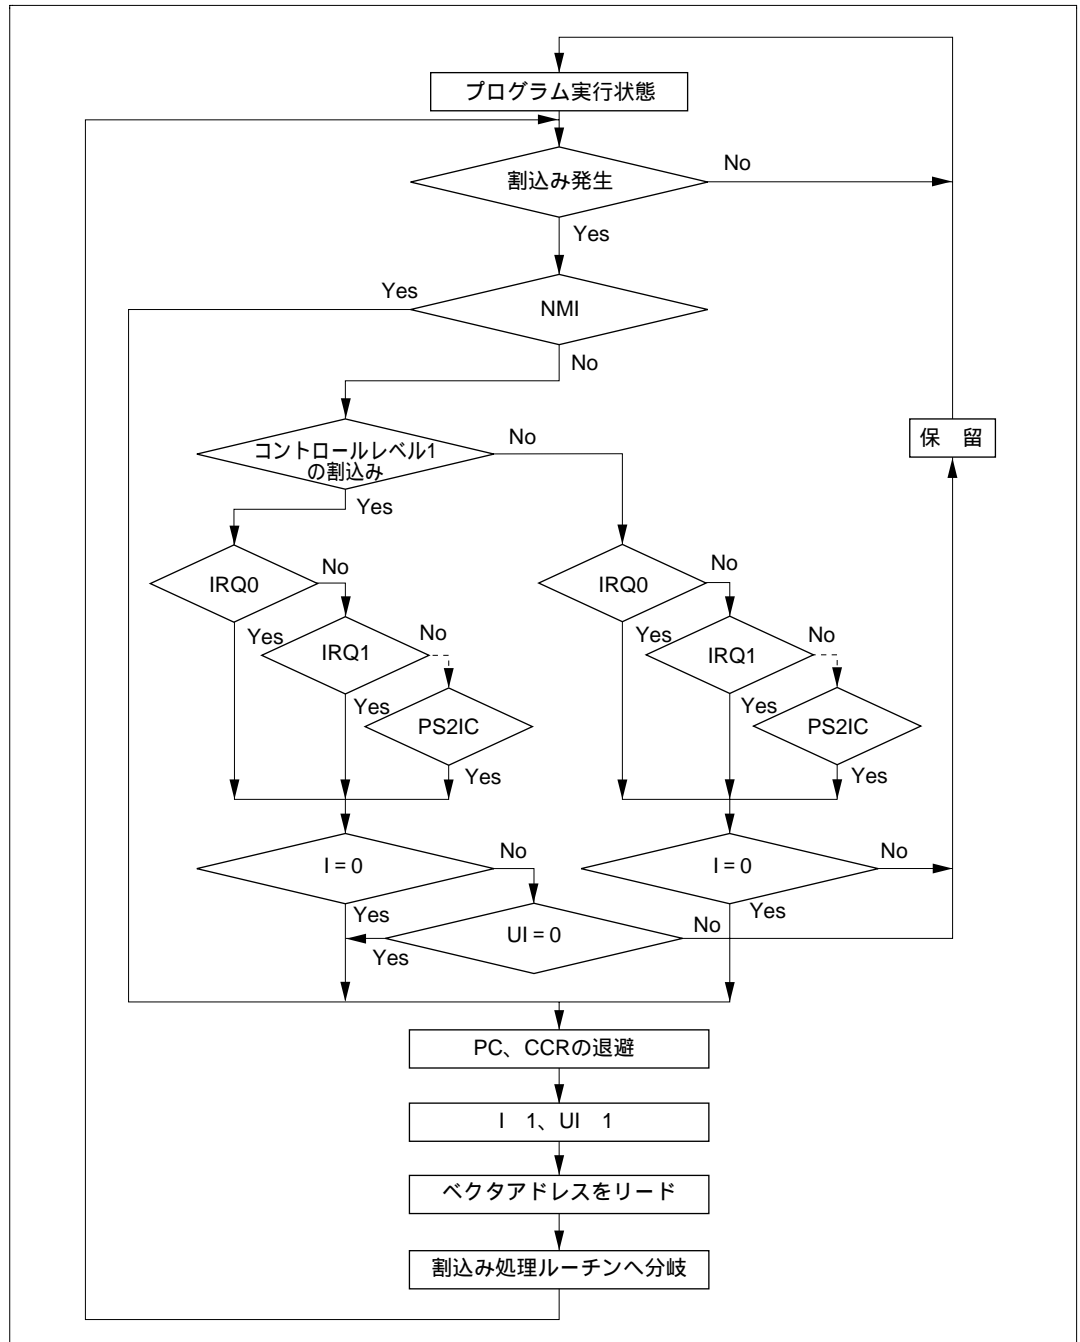 プログラム実行状態
割込み発生
No
Yes
Yes
NMI
No
コントロールレベル1
の割込み
No
Yes
保　留
IRQ0
No
Yes
IRQ1
No
Yes
PS2IC
Yes
IRQ0
No
Yes
IRQ1
No
Yes
PS2IC
Yes
I = 0
No
Yes
UI = 0
Yes
No
I = 0
No
Yes
PC、CCRの退避
I　1、UI　1
ベクタアドレスをリード
割込み処理ルーチンへ分岐